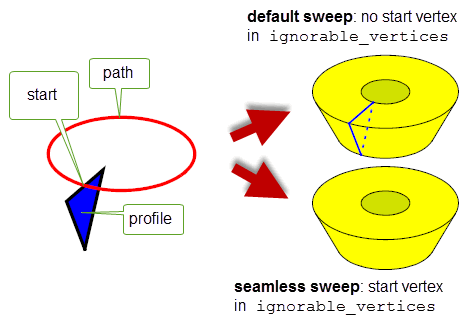 default sweep: no start vertex
in ignorable_vertices
path
start
profile
seamless sweep: start vertex
in ignorable_vertices